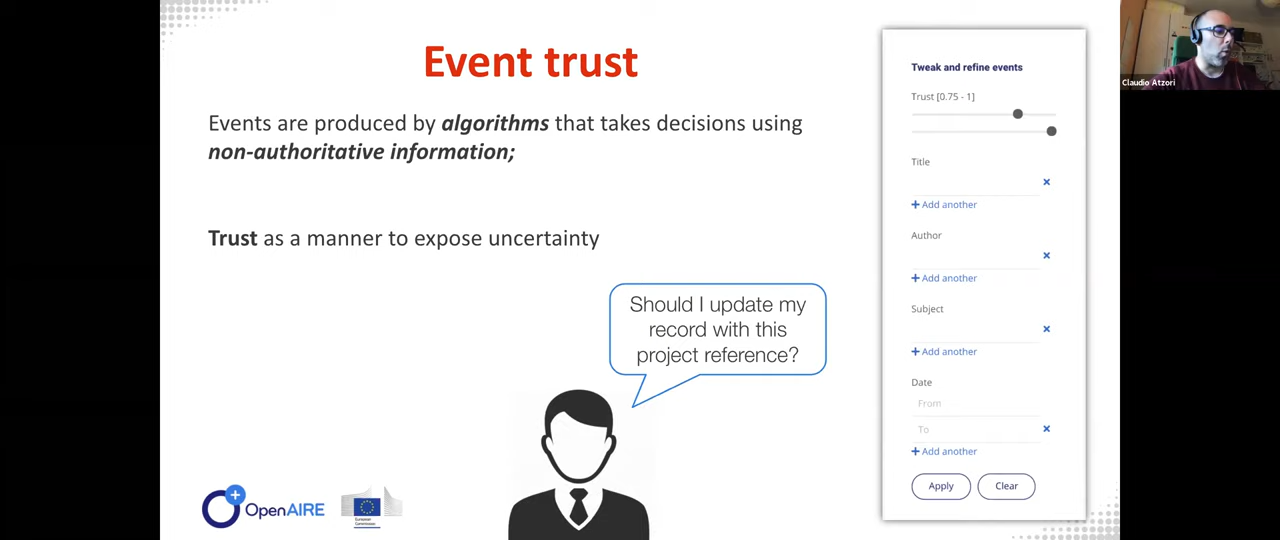 Event trust
Events are produced by algorithms that takes decisions using
non-authoritative information;
Trust as a manner to expose uncertainty
Should I update my
record with this
project reference?
OpenAIRE
European
Commission
Tweak and refine events
Trust [0.75 - 1]
Title
+ Add another
Author
+ Add another
Subject
+ Add another
Date
From
To
+ Add another
Apply
Clear
Claudio Atzori